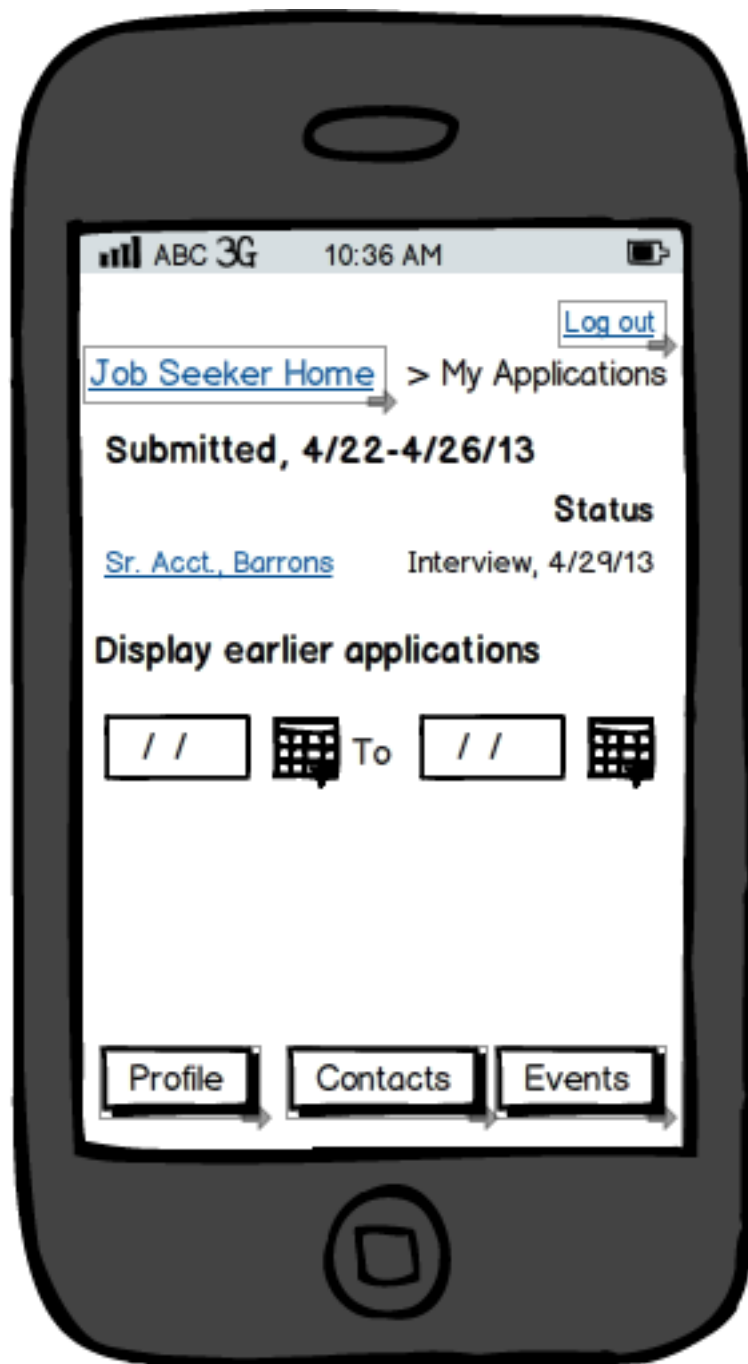 ABC 3G 10:36 AM
Log out
Job Seeker Home > My Applications
Submitted, 4/22-4/26/13
Status
Sr. Acct., Barrons Interview, 4/29/13
Display earlier applications
/ / To / /
Profile Contacts Events